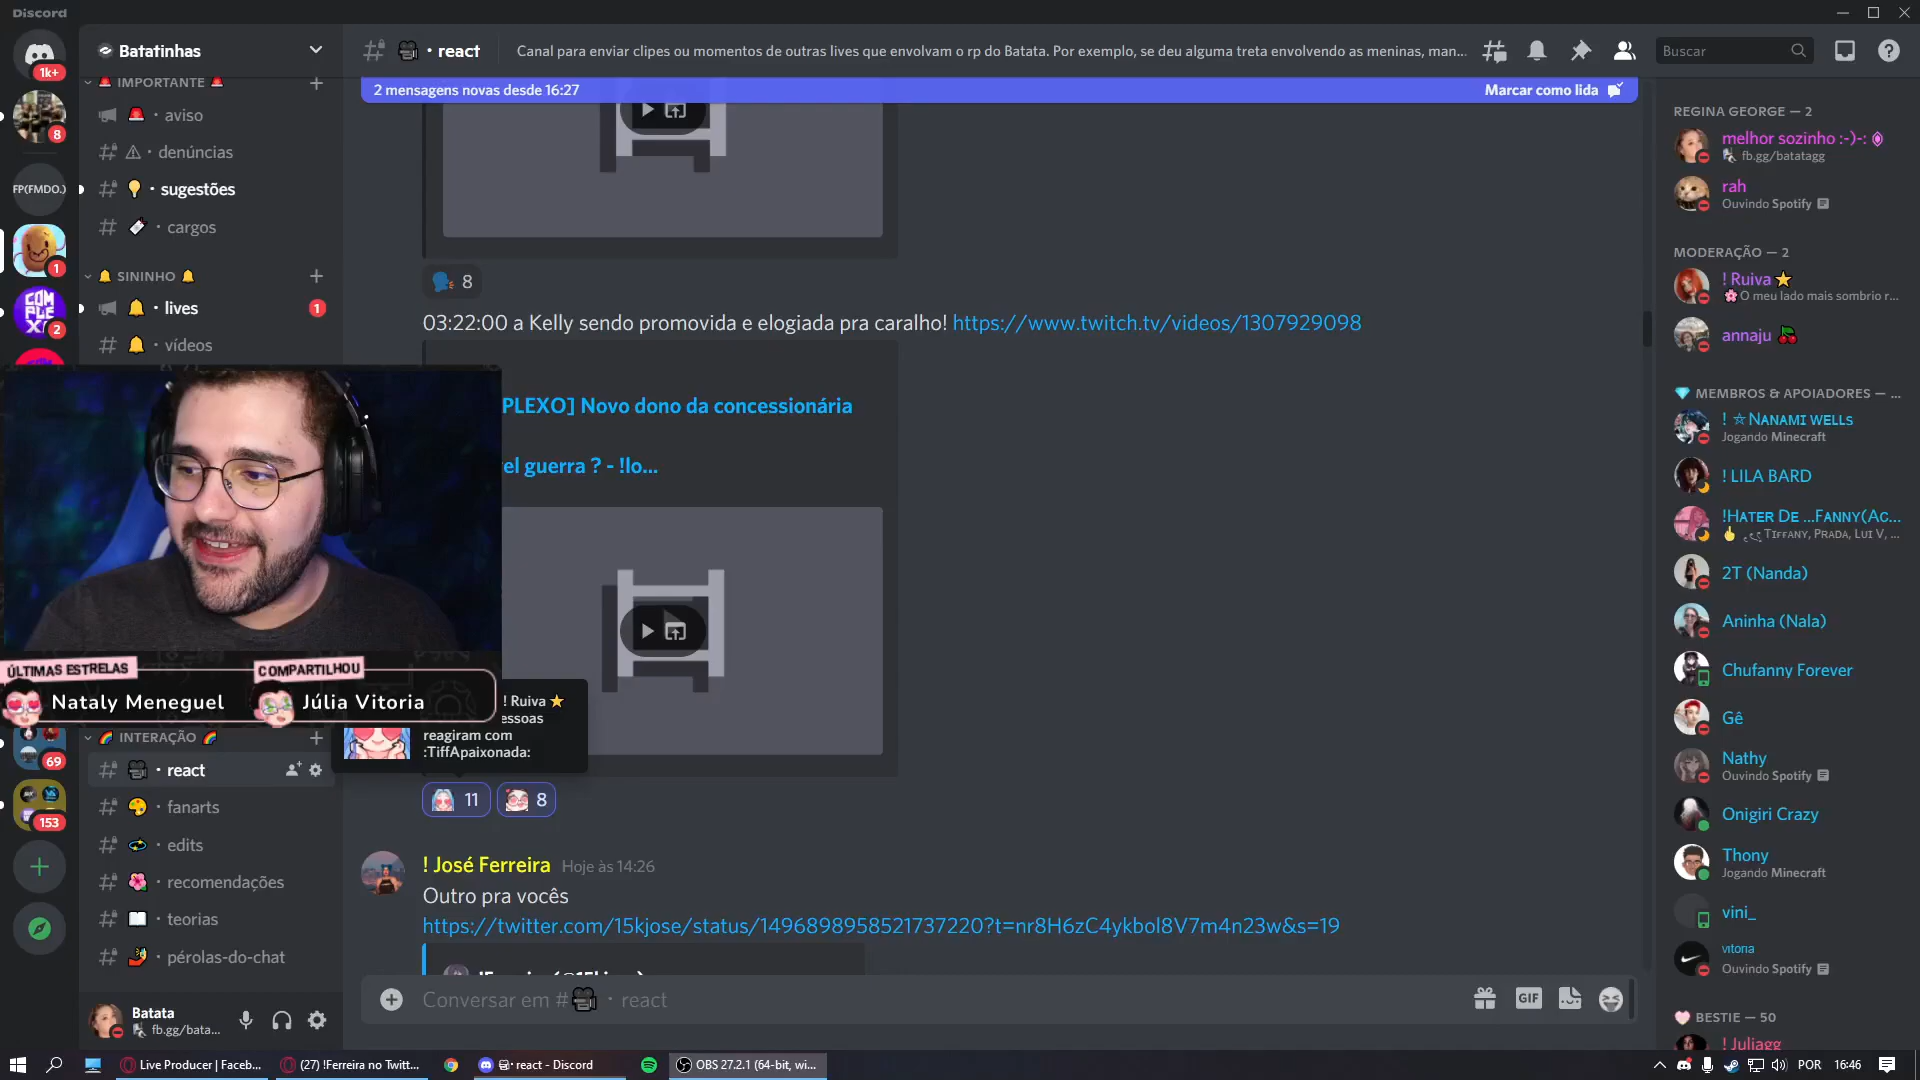 Discord
1k+
8
FP(FMDO.)
1
COM
PLE
X
2
69
153
Batatinhas
IMPORTANTE
aviso
denúncias
sugestões
cargos
SININHO
lives
1
vídeos
INTERAÇÃO
react
fanarts
edits
recomendações
teorias
pérolas-do-chat
Batata
fb.gg/bata...
react
Canal para enviar clipes ou momentos de outras lives que envolvam o rp do Batata. Por exemplo, se deu alguma treta envolvendo as meninas, man...
Buscar
2 mensagens novas desde 16:27
Marcar como lida
8
03:22:00 a Kelly sendo promovida e elogiada pra caralho! https://www.twitch.tv/videos/1307929098
PLEXO] Novo dono da concessionária
el guerra ? - !lo...
ÚLTIMAS ESTRELAS
Nataly Meneguel
COMPARTILHOU
Júlia Vitoria
! Ruiva
essoas
reagiram com
:TiffApaixonada:
11
8
! José Ferreira Hoje às 14:26
Outro pra vocês
https://twitter.com/15kjose/status/1496898958521737220?t=nr8H6zC4ykbol8V7m4n23w&s=19
Conversar em # · react
GIF
REGINA GEORGE — 2
melhor sozinho :-)-:
fb.gg/batatagg
rah
Ouvindo Spotify
MODERAÇÃO — 2
! Ruiva
O meu lado mais sombrio r...
annaju
MEMBROS & APOIADORES — ...
! ☆Nanami wells
Jogando Minecraft
! LILA BARD
!Hater De ...Fanny(Ac...
Tiffany, Prada, Lui V, ...
2T (Nanda)
Aninha (Nala)
Chufanny Forever
Gê
Nathy
Ouvindo Spotify
Onigiri Crazy
Thony
Jogando Minecraft
vini_
vitoria
Ouvindo Spotify
BESTIE — 50
! Juliagg
Live Producer | Faceb...
(27) !Ferreira no Twitt...
react - Discord
OBS 27.2.1 (64-bit, wi...
POR
16:46